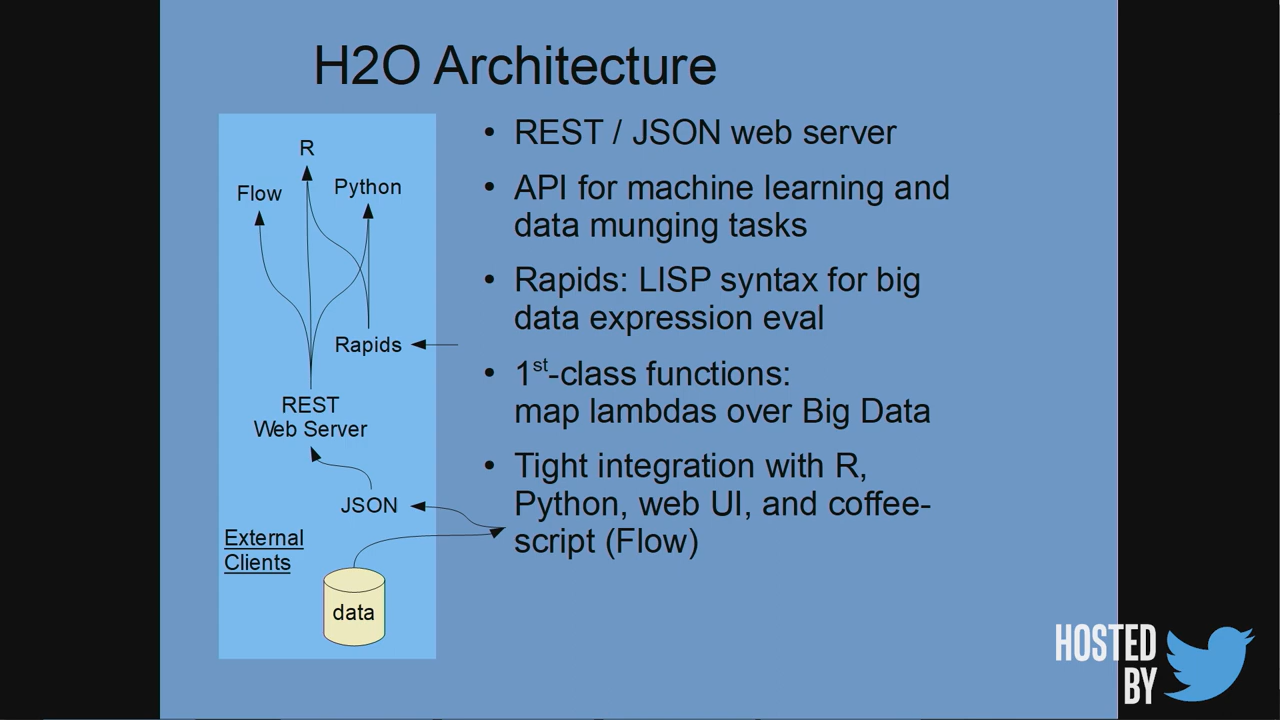 H2O Architecture
R
Flow
Python
Rapids
REST
Web Server
JSON
External
Clients
data
• REST / JSON web server
• API for machine learning and
data munging tasks
• Rapids: LISP syntax for big
data expression eval
• 1st-class functions:
map lambdas over Big Data
• Tight integration with R,
Python, web UI, and coffee-
script (Flow)
HOSTED
BY